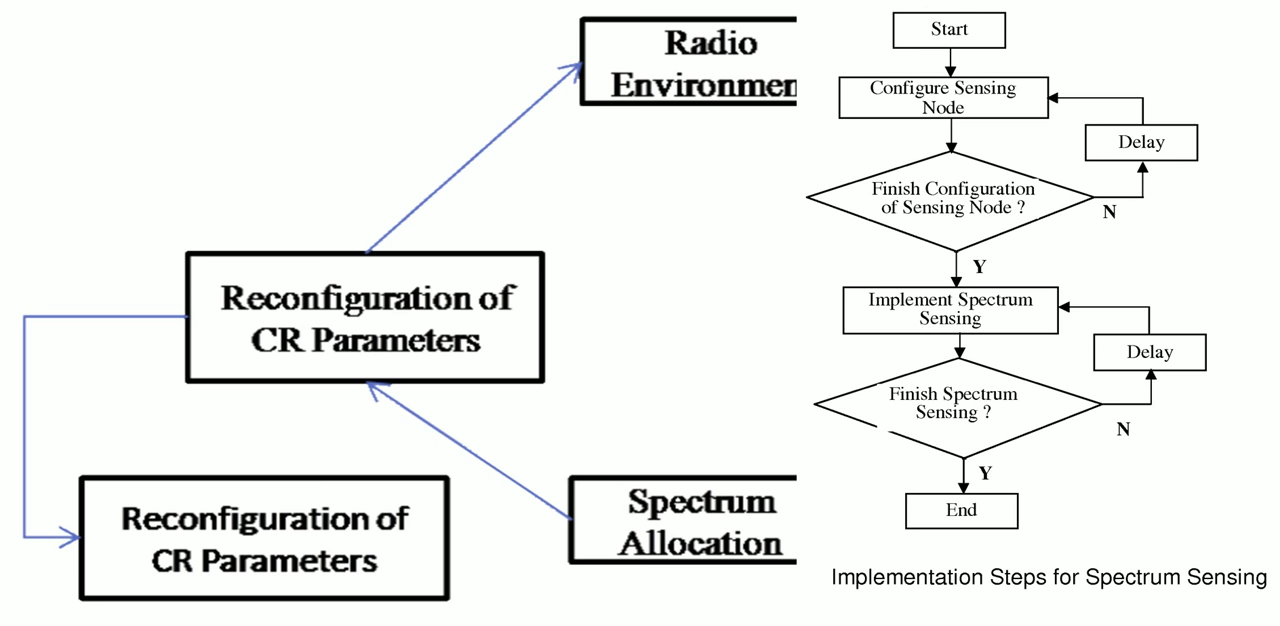 Radio
Environmen
Reconfiguration of
CR Parameters
Reconfiguration of
CR Parameters
Spectrum
Allocation
Start
Configure Sensing
Node
Delay
Finish Configuration
of Sensing Node ?
N
Y
Implement Spectrum
Sensing
Delay
Finish Spectrum
Sensing ?
N
Y
End
Implementation Steps for Spectrum Sensing